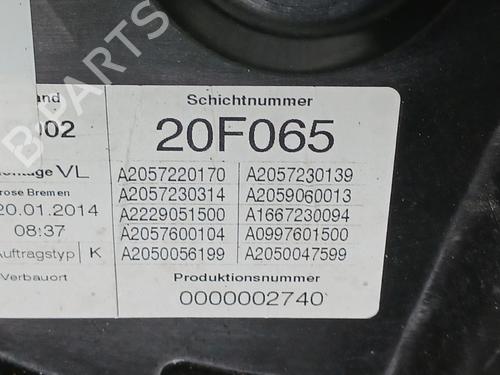 B-PARTS
Schichtnummer
002
20F065
VL
A2057220170 A2057230139
rose Bremen
A2057230314 A2059060013
20.01.2014
A2229051500 A1667230094
08:37
A2057600104 A0997601500
Auftragstyp K
A2050056199 A2050047599
Verbauort
Produktionsnummer
0000002740